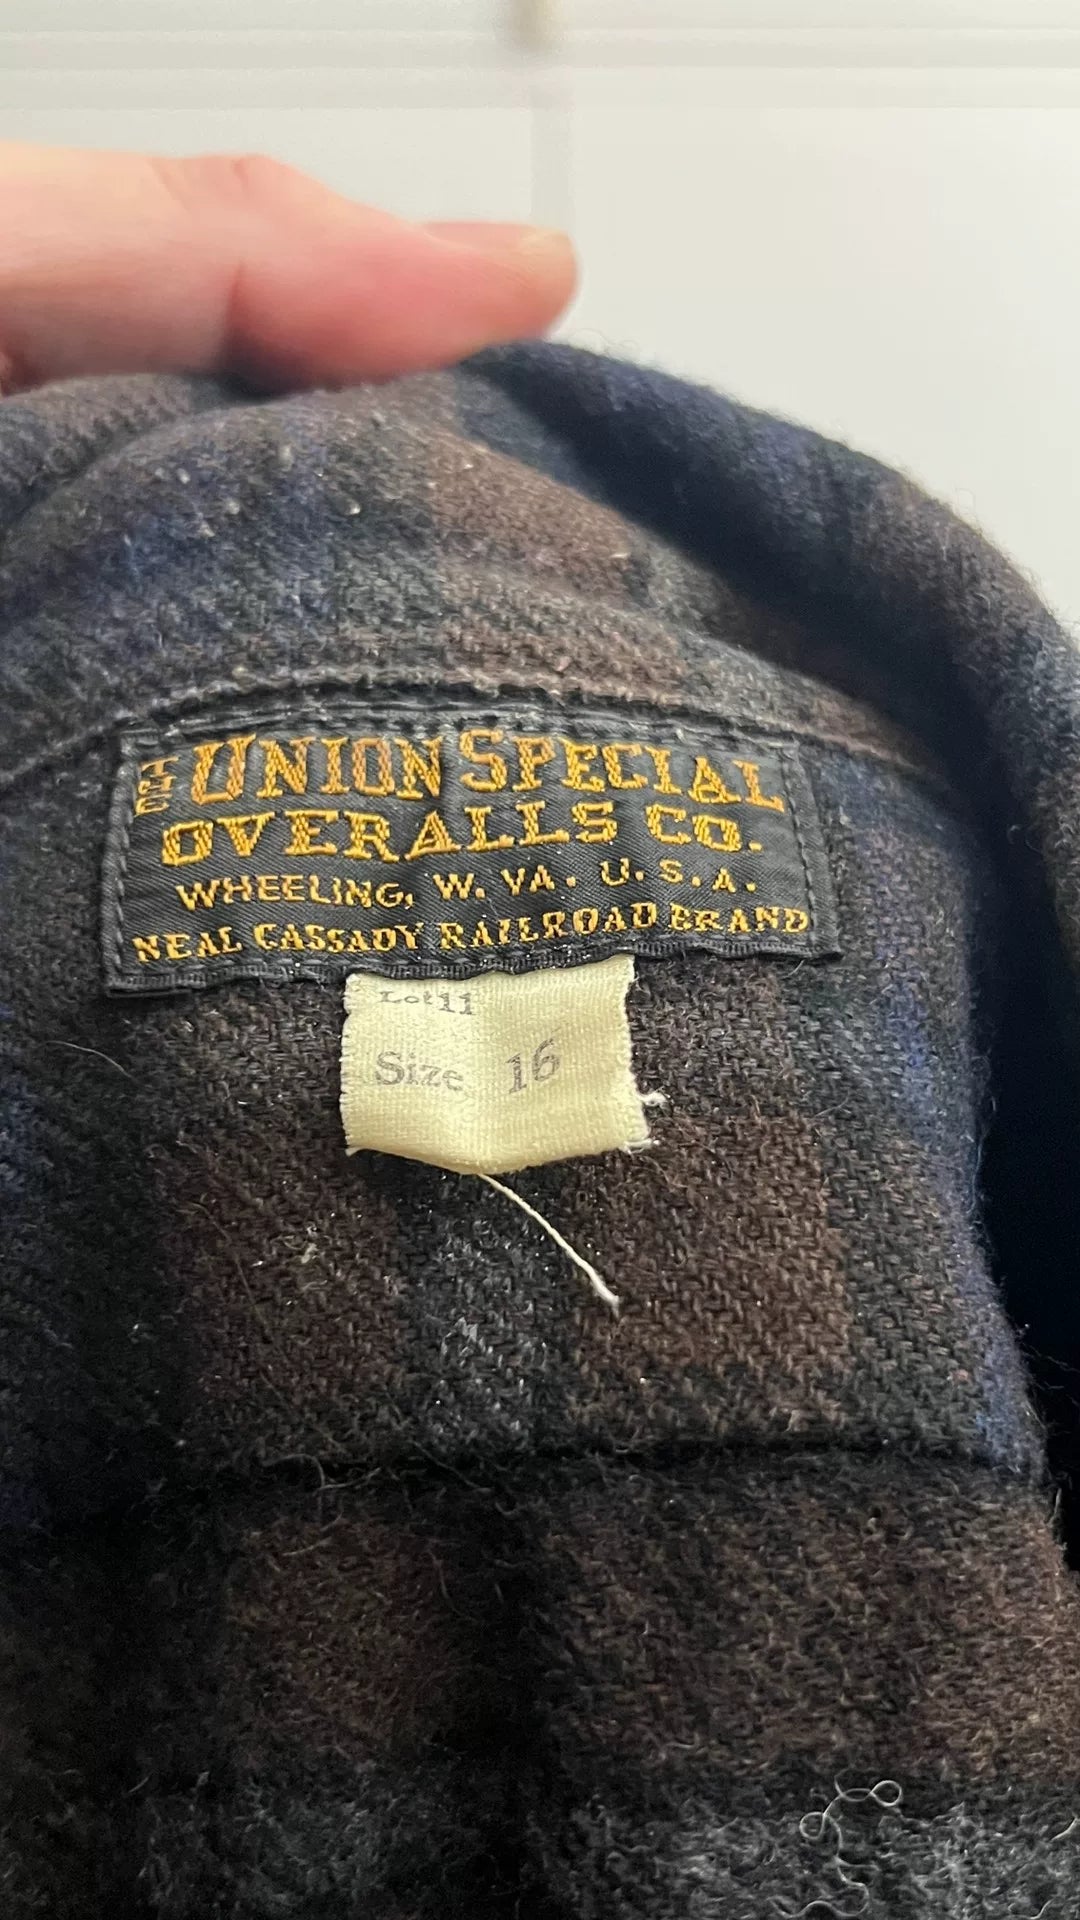 THE UNION SPECIAL
OVERALLS CO.
WHEELING, W. VA. U. S. A.
NEAL CASSADY RAILROAD BRAND
Lot 11
Size 16